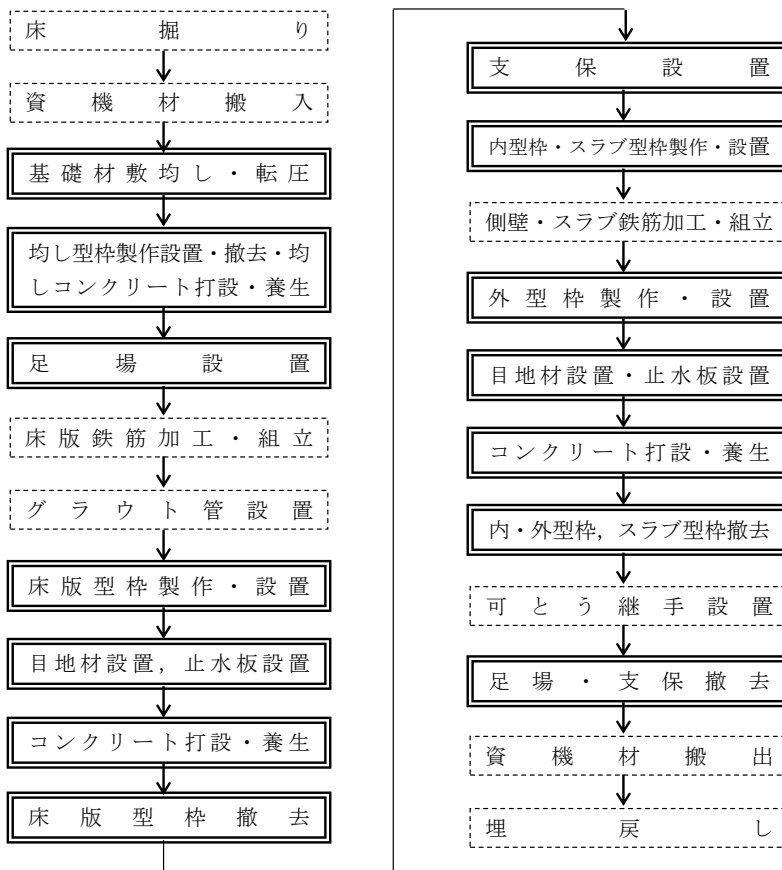 床掘り
資機材搬入
基礎材敷均し・転圧
均し型枠製作設置・撤去・均
しコンクリート打設・養生
足場設置
床版鉄筋加工・組立
グラウト管設置
床版型枠製作・設置
目地材設置，止水板設置
コンクリート打設・養生
床版型枠撤去
支保設置
内型枠・スラブ型枠製作・設置
側壁・スラブ鉄筋加工・組立
外型枠製作・設置
目地材設置・止水板設置
コンクリート打設・養生
内・外型枠，スラブ型枠撤去
可とう継手設置
足場・支保撤去
資機材搬出
埋戻し